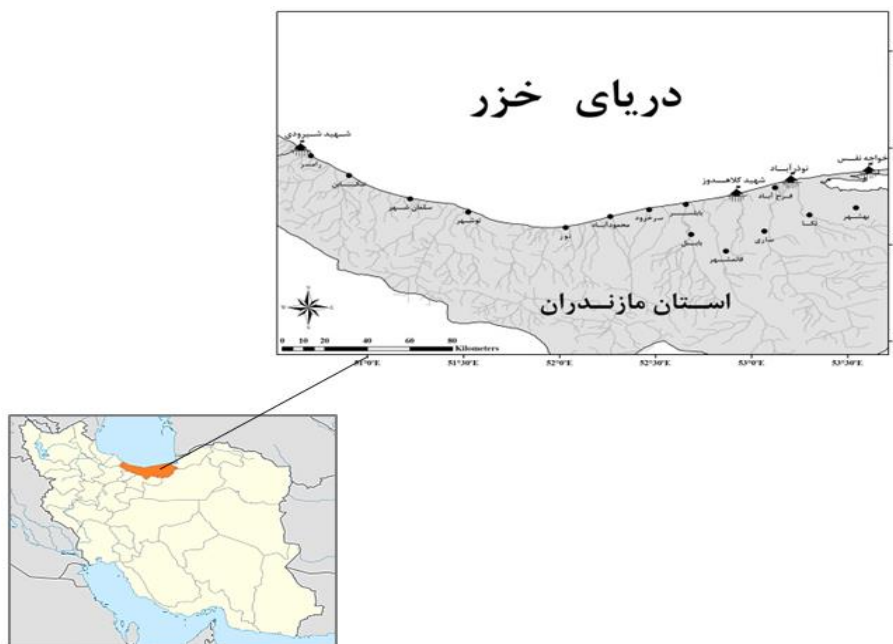 دریای خزر
شهید شیرودی
رامسر
تنکابن
سلمان شهر
نوشهر
نور
محمودآباد
سرخرود
بابلسر
بابل
شهید کلاهدوز
قائمشهر
نوذرآباد
فرح آباد
ساری
نکا
خواجه نفس
بهشهر
استان مازندران
0 10 20 40 60 80
Kilometers
51°0'E 51°30'E 52°0'E 52°30'E 53°0'E 53°30'E